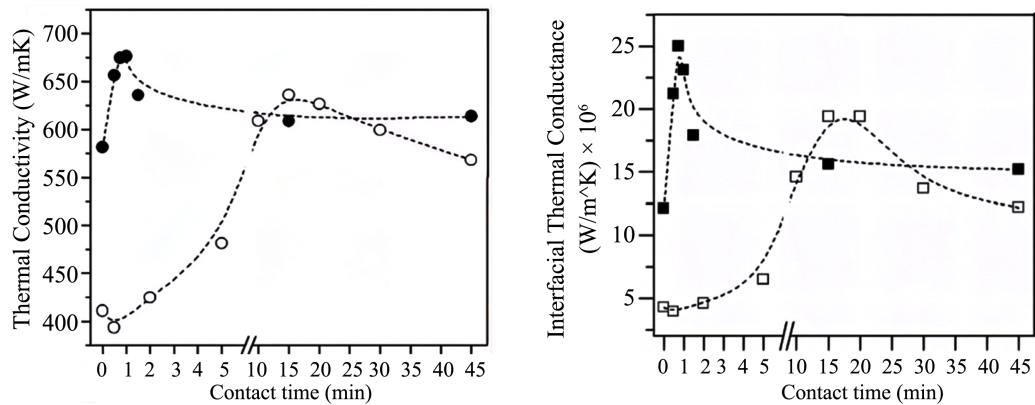 Thermal Conductivity (W/mK)
700
650
600
550
500
450
400
0 1 2 3 4 5 10 15 20 25 30 35 40 45
Contact time (min)
Interfacial Thermal Conductance
(W/m^K) × 10⁶
25
20
15
10
5
0 1 2 3 4 5 10 15 20 25 30 35 40 45
Contact time (min)